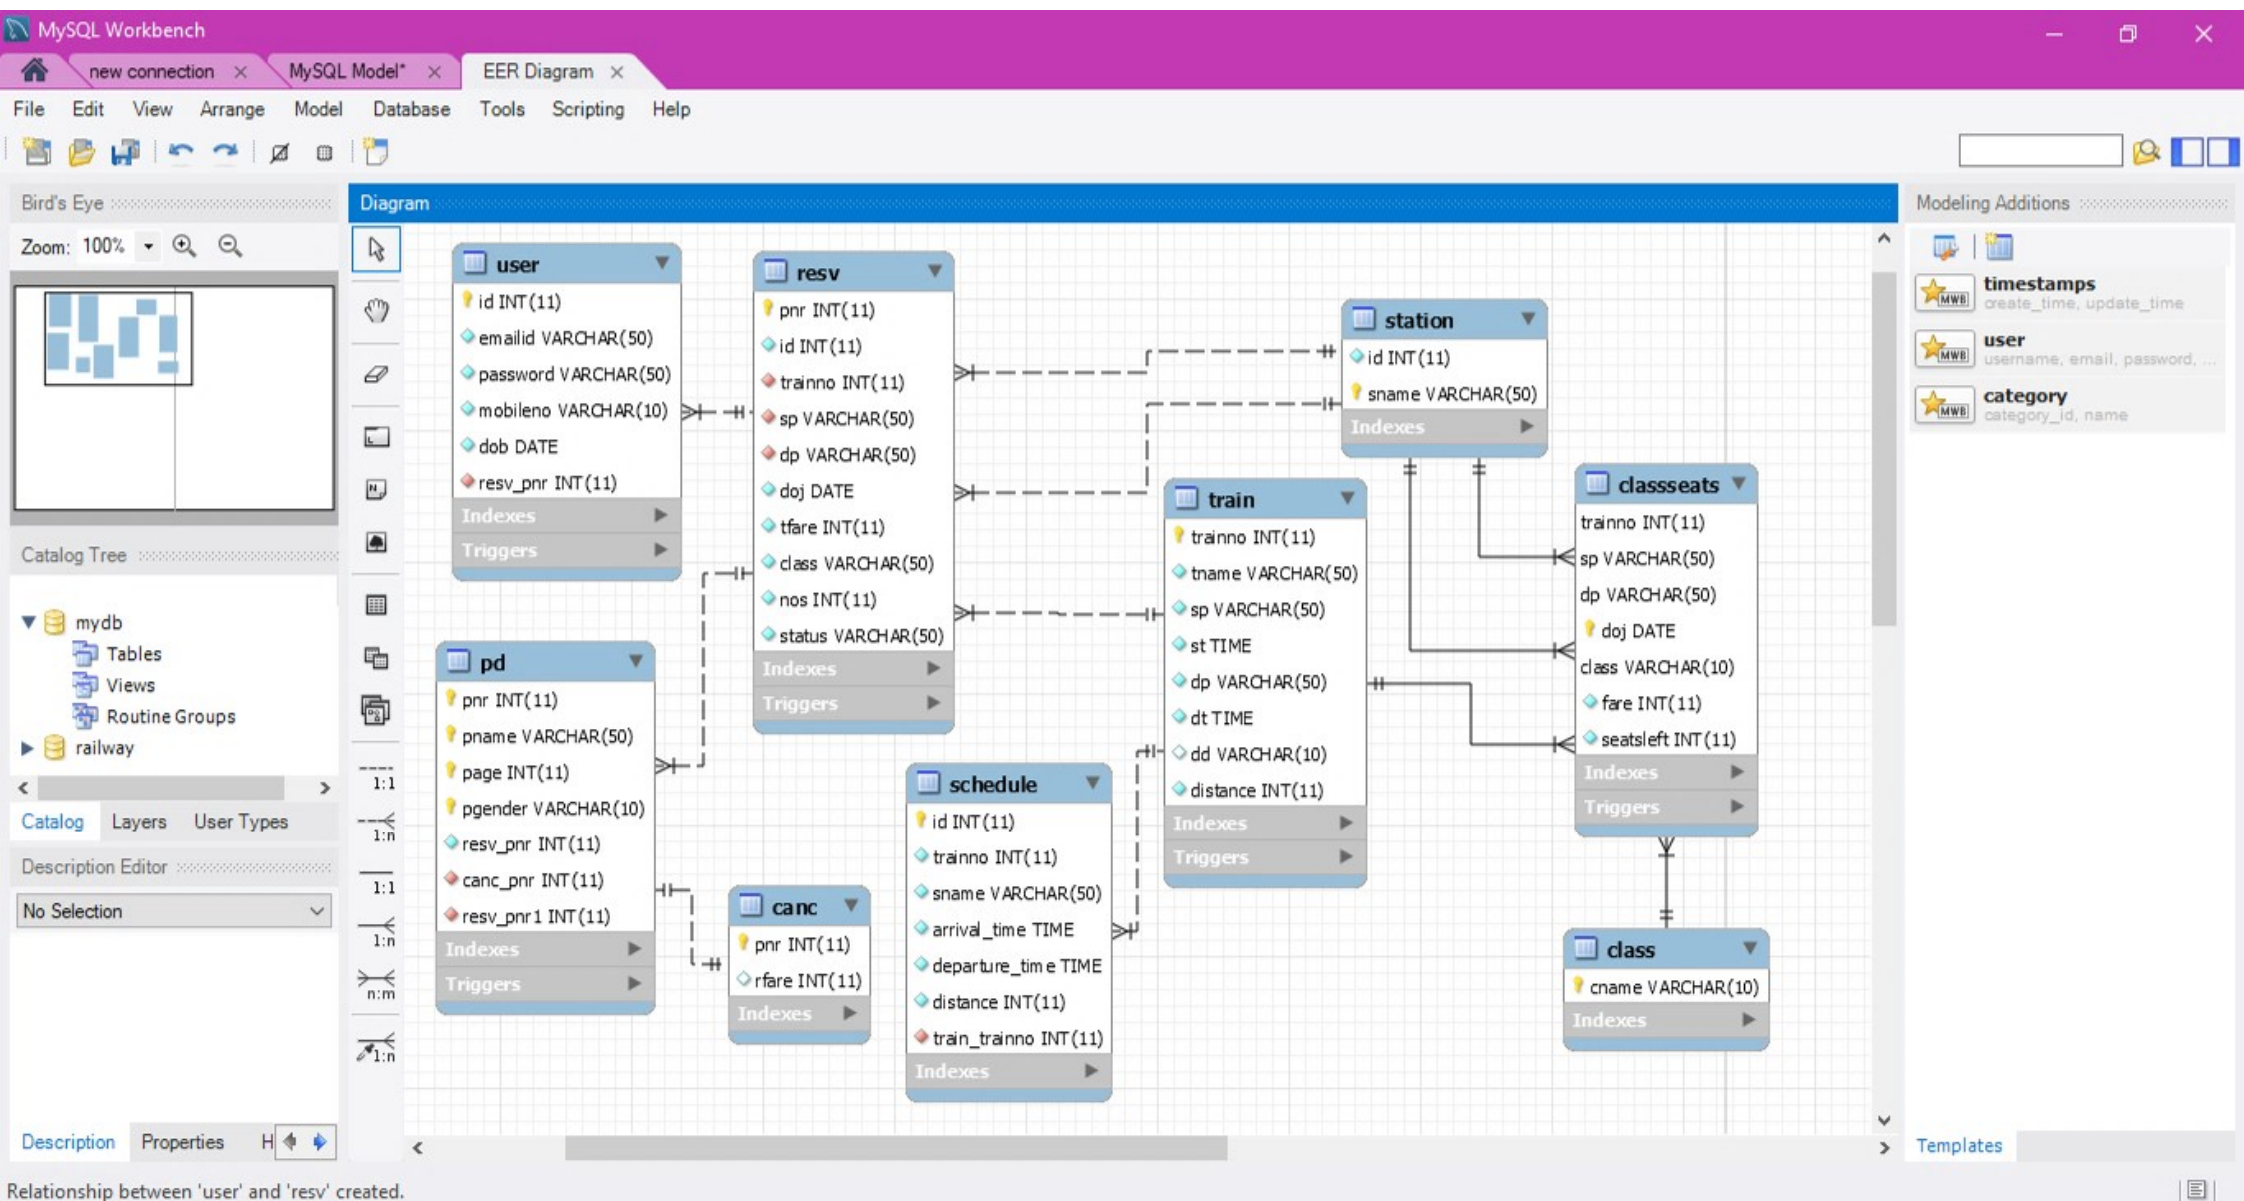 MySQL Workbench
new connection
MySQL Model*
EER Diagram
File Edit View Arrange Model Database Tools Scripting Help
Bird's Eye
Zoom: 100%
Catalog Tree
mydb
Tables
Views
Routine Groups
railway
Catalog Layers User Types
Description Editor
No Selection
Description Properties H
Diagram
1:1
1:n
1:1
1:n
n:m
1:n
user
id INT(11)
emailid VARCHAR(50)
password VARCHAR(50)
mobileno VARCHAR(10)
dob DATE
resv_pnr INT(11)
Indexes
Triggers
resv
pnr INT(11)
id INT(11)
trainno INT(11)
sp VARCHAR(50)
dp VARCHAR(50)
doj DATE
tfare INT(11)
class VARCHAR(50)
nos INT(11)
status VARCHAR(50)
Indexes
Triggers
station
id INT(11)
sname VARCHAR(50)
Indexes
train
trainno INT(11)
tname VARCHAR(50)
sp VARCHAR(50)
st TIME
dp VARCHAR(50)
dt TIME
dd VARCHAR(10)
distance INT(11)
Indexes
Triggers
classseats
trainno INT(11)
sp VARCHAR(50)
dp VARCHAR(50)
doj DATE
class VARCHAR(10)
fare INT(11)
seatsleft INT(11)
Indexes
Triggers
pd
pnr INT(11)
pname VARCHAR(50)
page INT(11)
pgender VARCHAR(10)
resv_pnr INT(11)
canc_pnr INT(11)
resv_pnr1 INT(11)
Indexes
Triggers
canc
pnr INT(11)
rfare INT(11)
Indexes
schedule
id INT(11)
trainno INT(11)
sname VARCHAR(50)
arrival_time TIME
departure_time TIME
distance INT(11)
train_trainno INT(11)
Indexes
class
cname VARCHAR(10)
Indexes
Modeling Additions
MWB
timestamps
create_time, update_time
MWB
user
username, email, password, ...
MWB
category
category_id, name
Templates
Relationship between 'user' and 'resv' created.